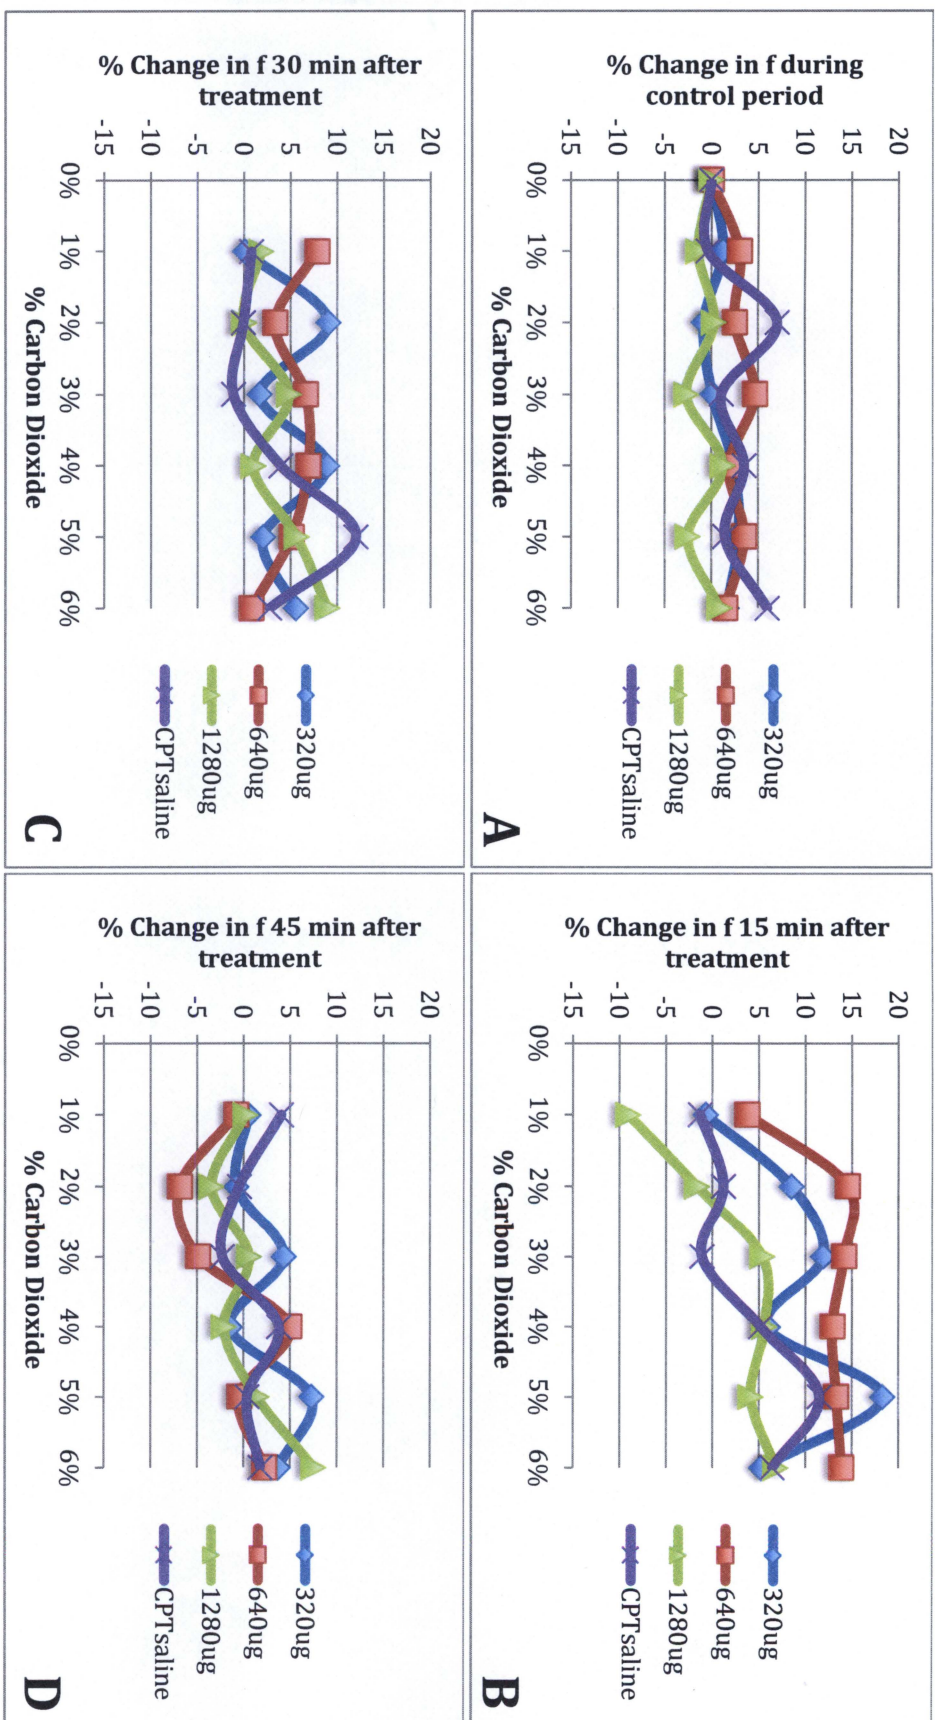 % Change in f during
control period
20
15
10
5
0
-5
-10
-15
0% 1% 2% 3% 4% 5% 6%
% Carbon Dioxide
320ug
640ug
1280ug
CPTsaline
A
% Change in f 15 min after
treatment
20
15
10
5
0
-5
-10
-15
0% 1% 2% 3% 4% 5% 6%
% Carbon Dioxide
320ug
640ug
1280ug
CPTsaline
B
% Change in f 30 min after
treatment
20
15
10
5
0
-5
-10
-15
0% 1% 2% 3% 4% 5% 6%
% Carbon Dioxide
320ug
640ug
1280ug
CPTsaline
C
% Change in f 45 min after
treatment
20
15
10
5
0
-5
-10
-15
0% 1% 2% 3% 4% 5% 6%
% Carbon Dioxide
320ug
640ug
1280ug
CPTsaline
D